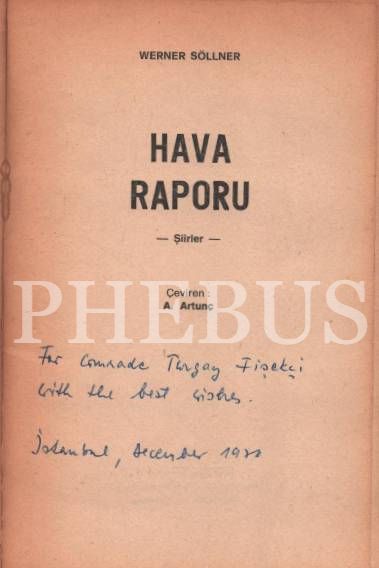 WERNER SÖLLNER
HAVA
RAPORU
— Şiirler —
Çeviren :
A. Artunç
PHEBUS
For comrade Turgay Fişekçi
with the best wishes.
İstanbul, december